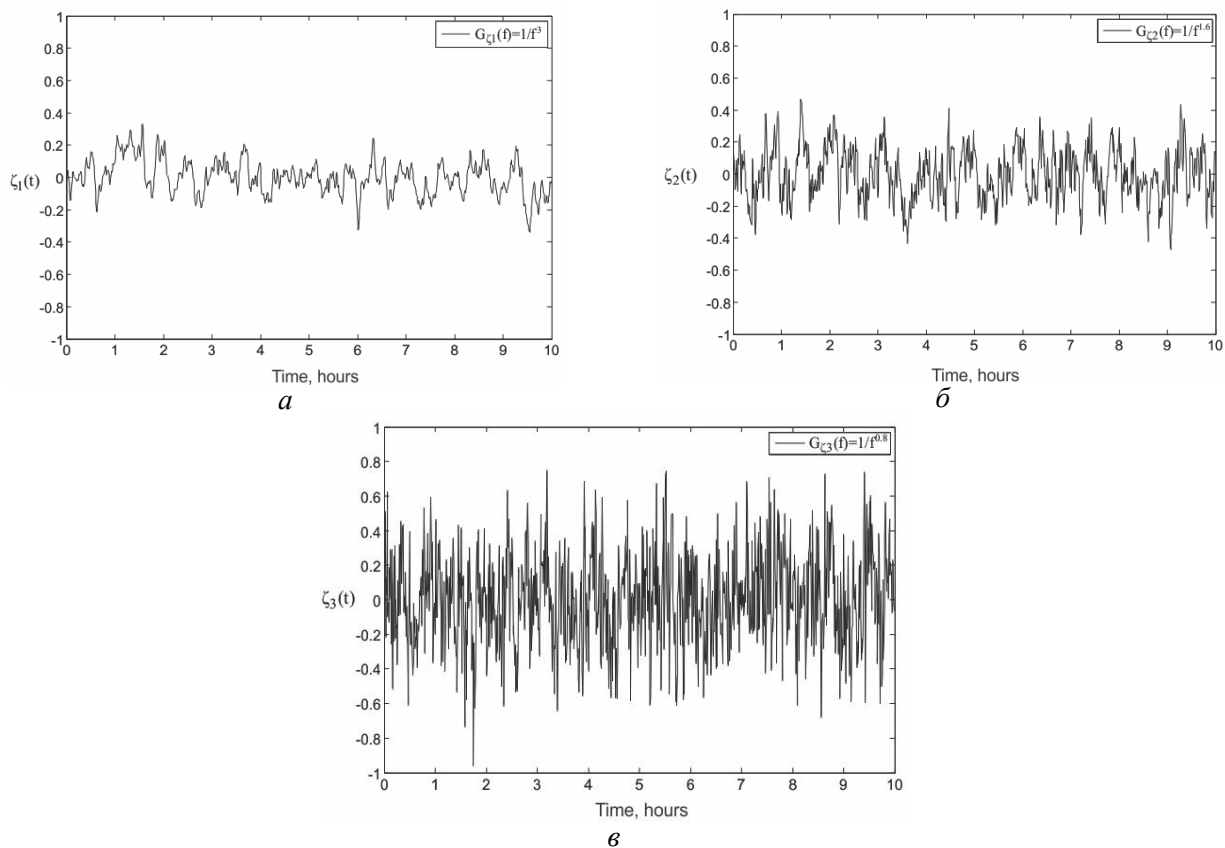 1
0.8
0.6
0.4
0.2
0
-0.2
-0.4
-0.6
-0.8
-1
ζ₁(t)
G_ζ1(f)=1/f³
0 1 2 3 4 5 6 7 8 9 10
Time, hours
а
1
0.8
0.6
0.4
0.2
0
-0.2
-0.4
-0.6
-0.8
-1
ζ₂(t)
G_ζ2(f)=1/f^1.6
0 1 2 3 4 5 6 7 8 9 10
Time, hours
б
1
0.8
0.6
0.4
0.2
0
-0.2
-0.4
-0.6
-0.8
-1
ζ₃(t)
G_ζ3(f)=1/f^0.8
0 1 2 3 4 5 6 7 8 9 10
Time, hours
в